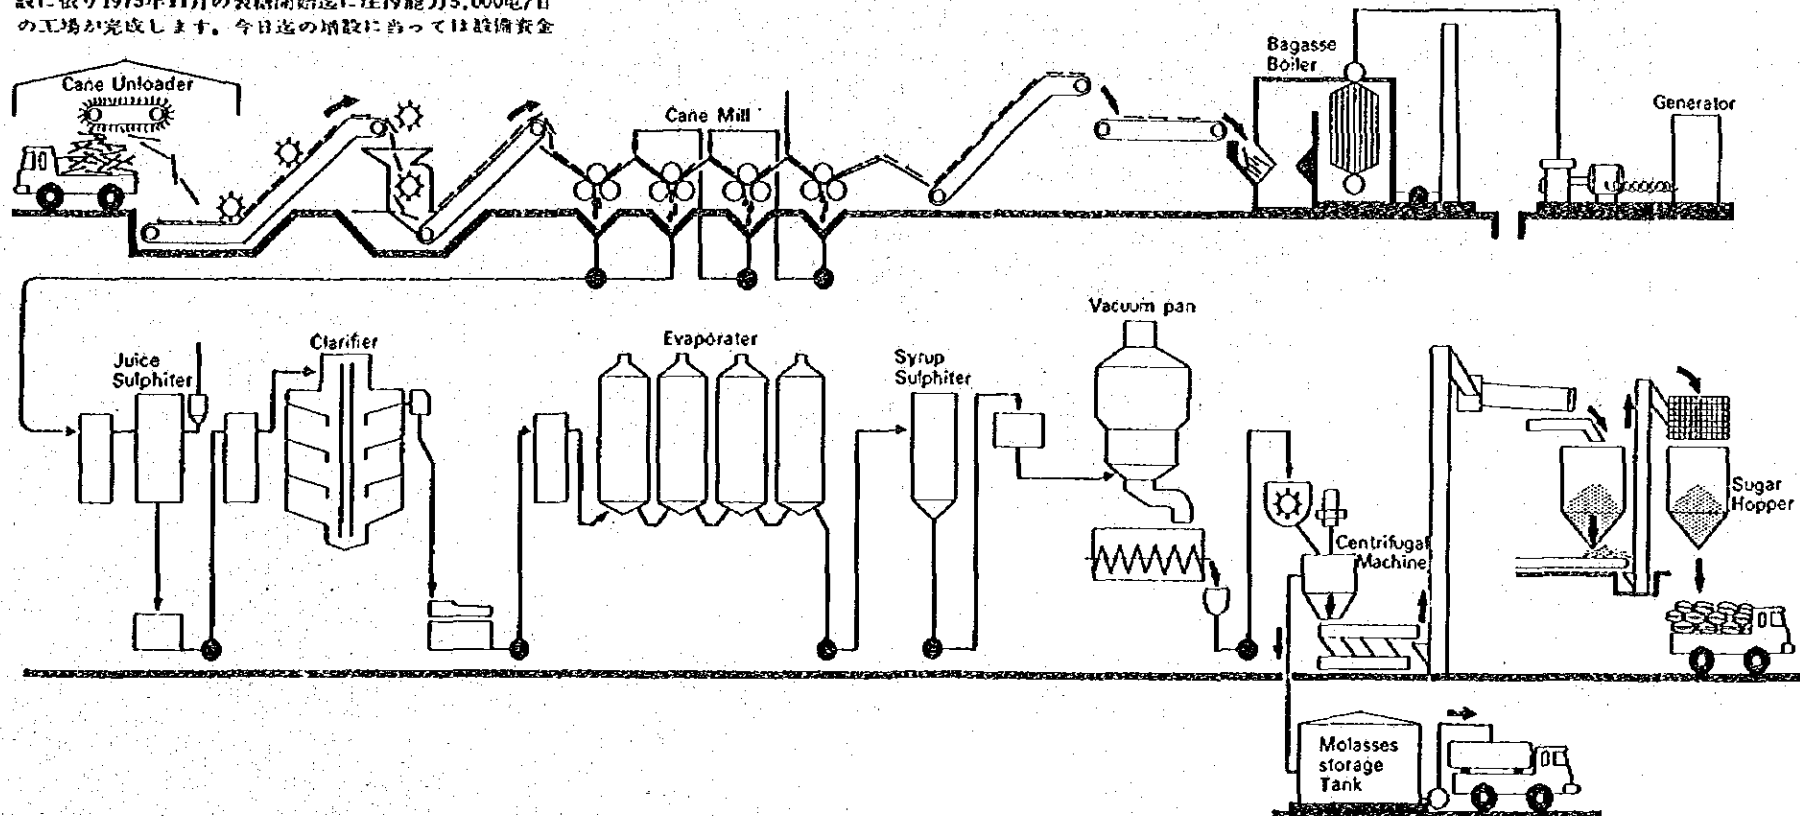 の工場が完成します。今日迄の増設に当っては設備資金
Cane Unloader
Cane Mill
Bagasse
Boiler
Generator
Juice
Sulphiter
Clarifier
Evaporater
Syrup
Sulphiter
Vacuum pan
Centrifugal
Machine
Sugar
Hopper
Molasses
storage
Tank